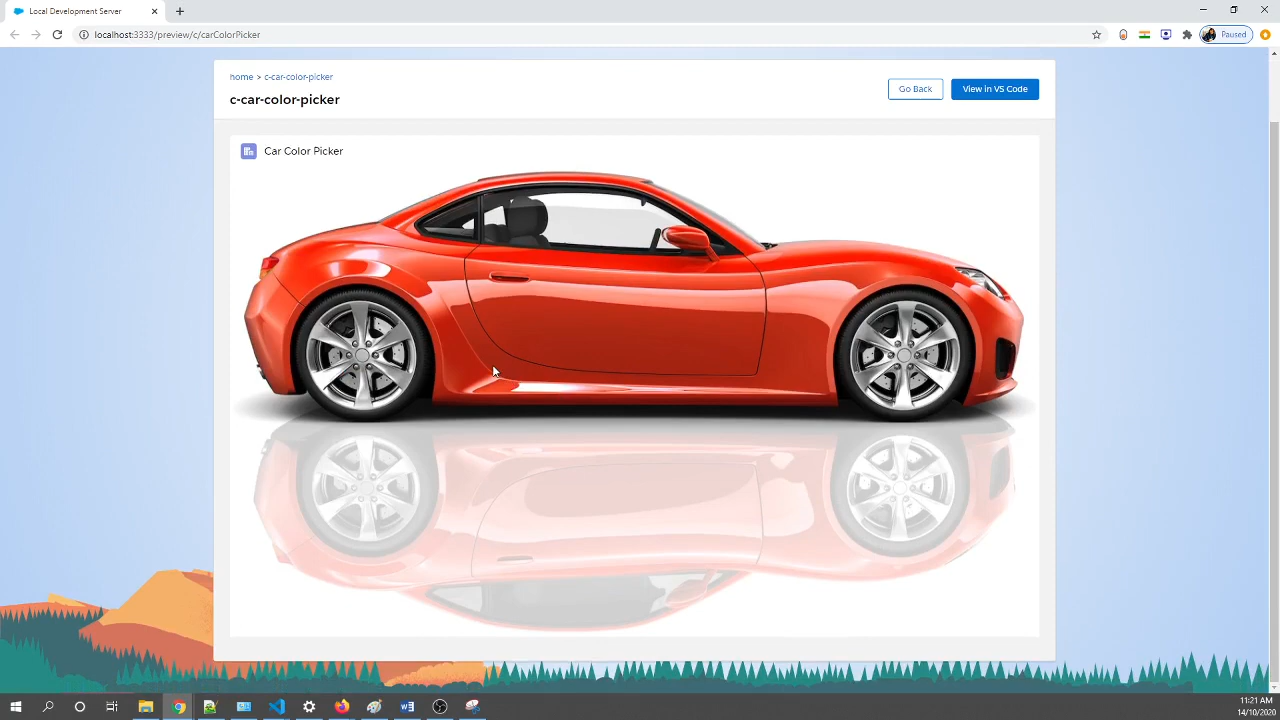 Local Development Server
localhost:3333/preview/c/carColorPicker
Paused
home > c-car-color-picker
c-car-color-picker
Go Back
View in VS Code
Car Color Picker
11:21 AM
14/10/2020